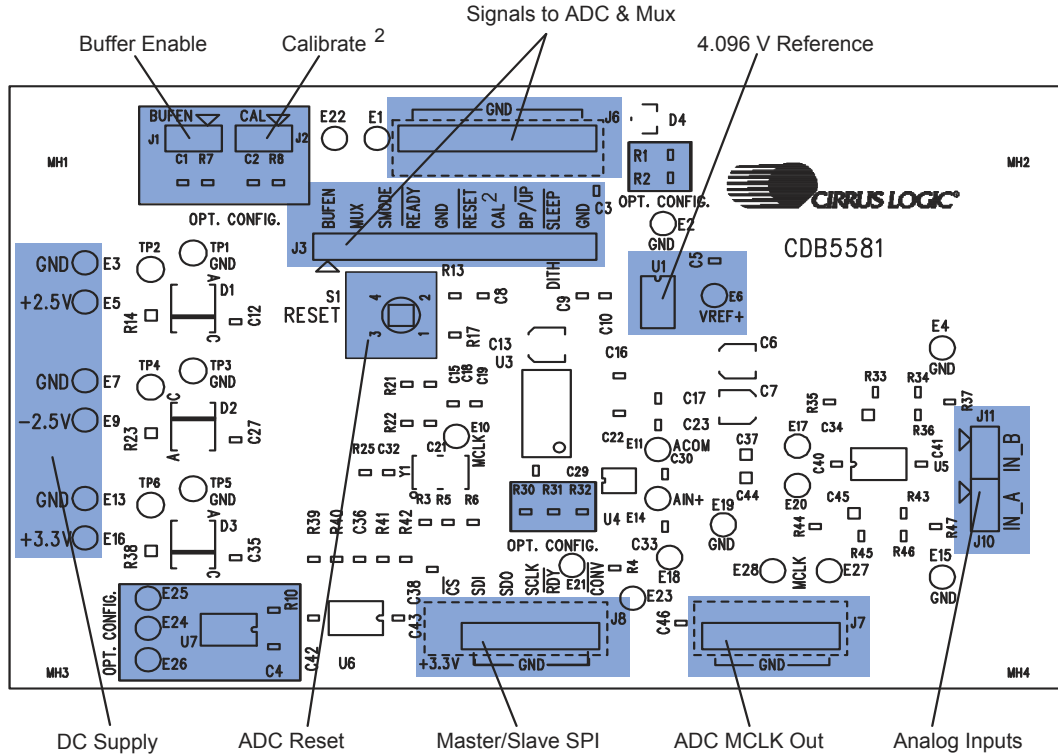 Signals to ADC & Mux
Buffer Enable
Calibrate 2
4.096 V Reference
BUFEN
CAL
J1
J2
C1 R7
C2 R8
OPT. CONFIG.
E22
E1
GND
J6
D4
R1
R2
OPT. CONFIG.
MH1
MH2
CIRRUS LOGIC®
CDB5581
BUFEN
MUX
SMODE
READY
GND
RESET
CAL 2
BP/UP
SLEEP
GND
C3
J3
E2
GND
U1
C5
E6
VREF+
GND E3
+2.5V E5
TP2
TP1
GND
A
D1
C
R14
C12
S1
RESET
4
2
3
1
R13
C8
R17
DITH
C9
C10
C13
U3
C16
C6
C7
E4
GND
GND E7
-2.5V E9
TP4
TP3
GND
C
D2
A
R23
C27
R21
R22
C15
C18
C19
E10
MCLK
R25
C32
Y1
C21
R3 R5 R6
C17
C23
C22
E11
ACOM
C30
C29
AIN+
E14
U4
R30 R31 R32
OPT. CONFIG.
C37
C44
E17
E20
R33
R34
R35
R37
R36
C34
C40
C41
U5
C45
R43
R44
R45
R46
R47
J11
IN_B
IN_A
J10
E15
GND
GND E13
+3.3V E16
TP6
TP5
GND
A
D3
C
R38
C35
R39
R40
C36
R41
R42
E19
GND
C33
E18
R4
E21
E23
E28
MCLK
E27
OPT. CONFIG.
E25
E24
E26
U7
R10
C4
C42
U6
C43
C38
CS
SDI
SDO
SCLK
RDY
CONV
J8
+3.3V
GND
C46
J7
GND
MH3
MH4
DC Supply
ADC Reset
Master/Slave SPI
ADC MCLK Out
Analog Inputs